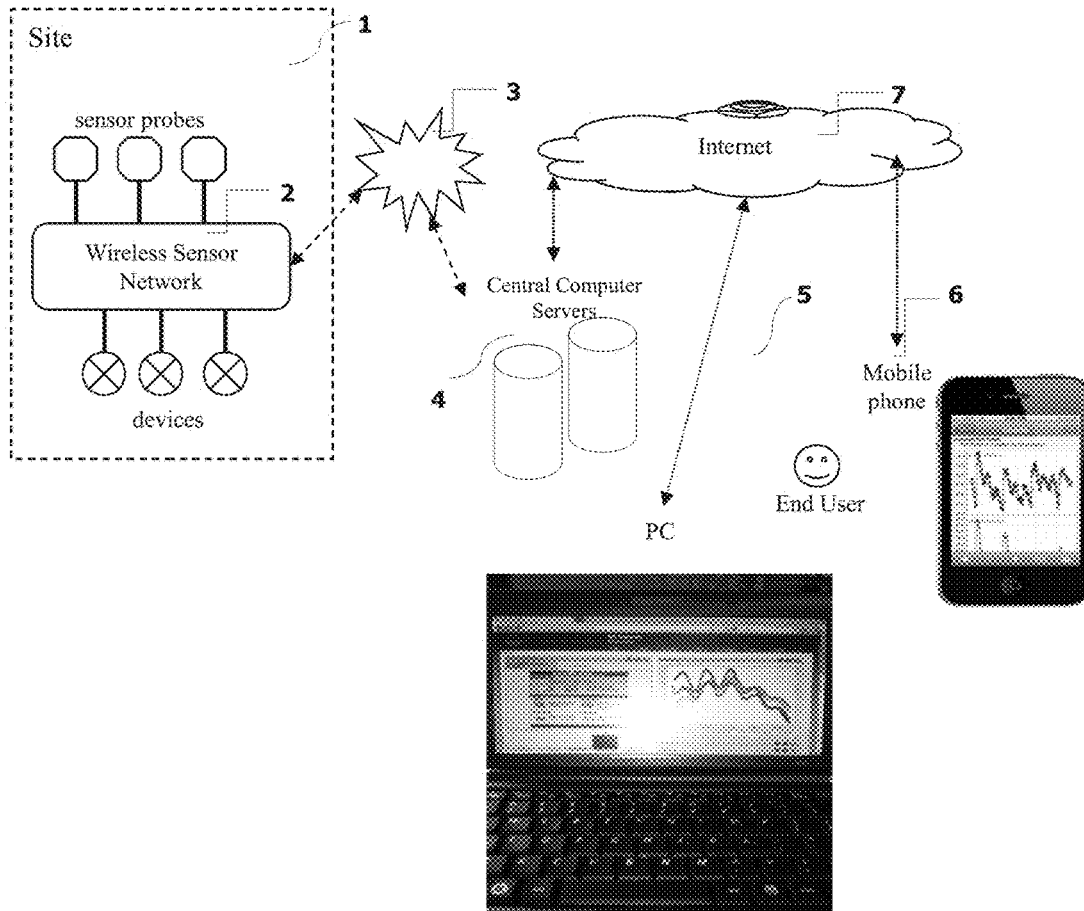 Site
1
sensor probes
2
Wireless Sensor
Network
devices
3
7
Internet
Central Computer
Servers
4
5
6
Mobile
phone
End User
PC